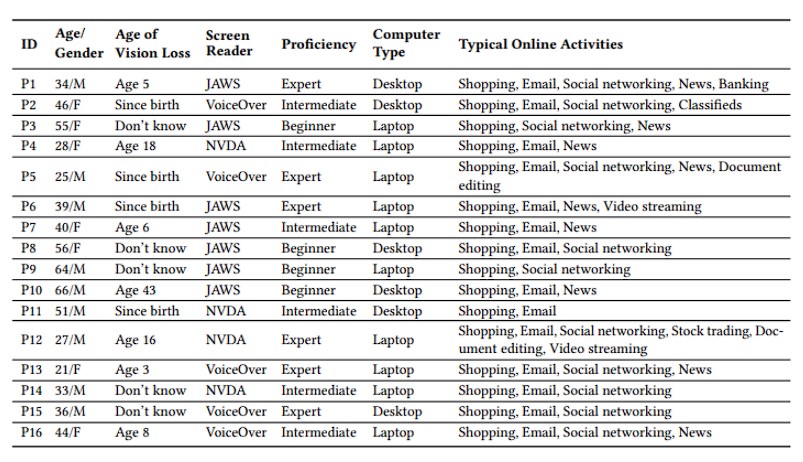 ID Age/ Gender Age of Vision Loss Screen Reader Proficiency Computer Type Typical Online Activities
P1 34/M Age 5 JAWS Expert Desktop Shopping, Email, Social networking, News, Banking
P2 46/F Since birth VoiceOver Intermediate Desktop Shopping, Email, Social networking, Classifieds
P3 55/F Don't know JAWS Beginner Laptop Shopping, Social networking, News
P4 28/F Age 18 NVDA Intermediate Laptop Shopping, Email, News
P5 25/M Since birth VoiceOver Expert Laptop Shopping, Email, Social networking, News, Document
editing
P6 39/M Since birth JAWS Expert Laptop Shopping, Email, News, Video streaming
P7 40/F Age 6 JAWS Intermediate Laptop Shopping, Email, News
P8 56/F Don't know JAWS Beginner Desktop Shopping, Email, Social networking
P9 64/M Don't know JAWS Beginner Laptop Shopping, Social networking
P10 66/M Age 43 JAWS Beginner Desktop Shopping, Email, News
P11 51/M Since birth NVDA Intermediate Desktop Shopping, Email
P12 27/M Age 16 NVDA Expert Laptop Shopping, Email, Social networking, Stock trading, Doc-
ument editing, Video streaming
P13 21/F Age 3 VoiceOver Expert Laptop Shopping, Email, Social networking, News
P14 33/M Don't know NVDA Intermediate Laptop Shopping, Email, Social networking
P15 36/M Don't know VoiceOver Expert Desktop Shopping, Email, Social networking
P16 44/F Age 8 VoiceOver Intermediate Laptop Shopping, Email, Social networking, News